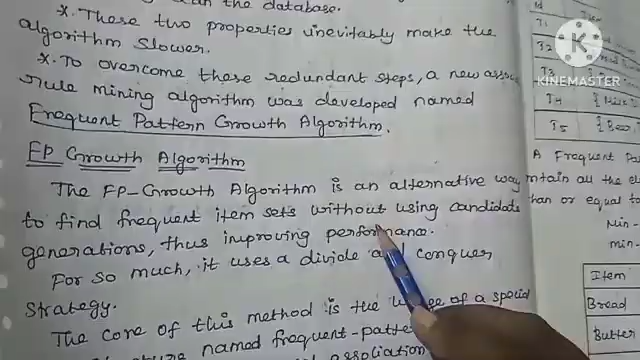 the database.
x. These two properties inevitably make the
algorithm slower.
x. To overcome these redundant steps, a new asso
rule mining algorithm was developed named
Frequent Pattern Growth Algorithm.
FP Growth Algorithm
The FP-Growth Algorithm is an alternative way
to find frequent item sets without using candidate
generations, thus improving performance.
For so much, it uses a divide and conquer
strategy.
The core of this method is the of a special
named frequent-patte
association
T1
T2
T4
T5
KINEMASTER
A Frequent Pa
ntain all the el
than or equal to
Min-
min-
Item
Bread
Butter